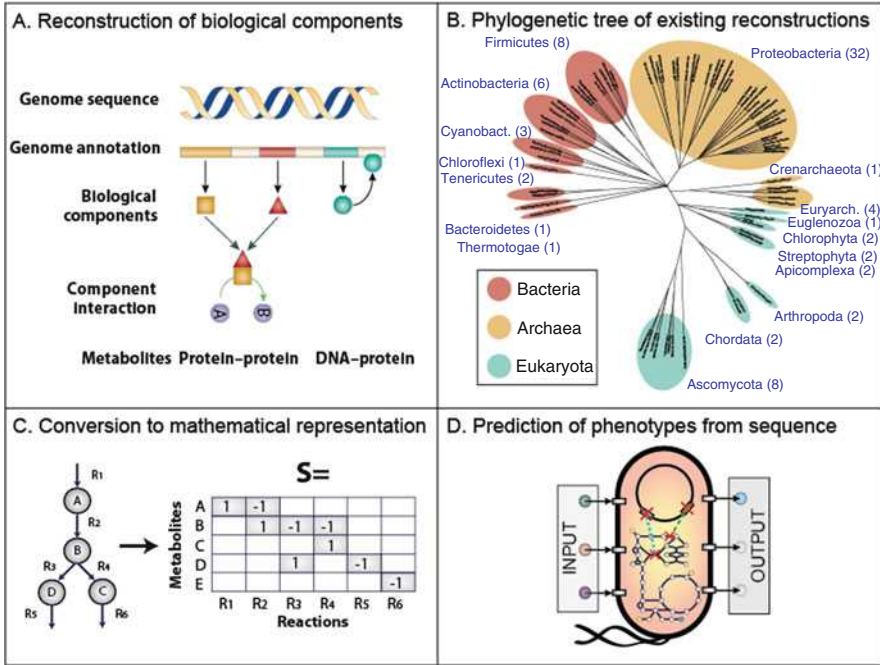 A. Reconstruction of biological components
Genome sequence
Genome annotation
Biological
components
Component
interaction
A
B
Metabolites Protein–protein DNA–protein
B. Phylogenetic tree of existing reconstructions
Firmicutes (8)
Proteobacteria (32)
Actinobacteria (6)
Cyanobact. (3)
Chloroflexi (1)
Tenericutes (2)
Crenarchaeota (1)
Euryarch. (4)
Euglenozoa (1)
Chlorophyta (2)
Streptophyta (2)
Apicomplexa (2)
Bacteroidetes (1)
Thermotogae (1)
Bacteria
Archaea
Eukaryota
Arthropoda (2)
Chordata (2)
Ascomycota (8)
C. Conversion to mathematical representation
R1
A
R2
B
R3 R4
D C
R5 R6
S=
Metabolites
A 1 -1
B 1 -1 -1
C 1
D 1 -1
E -1
R1 R2 R3 R4 R5 R6
Reactions
D. Prediction of phenotypes from sequence
INPUT
OUTPUT